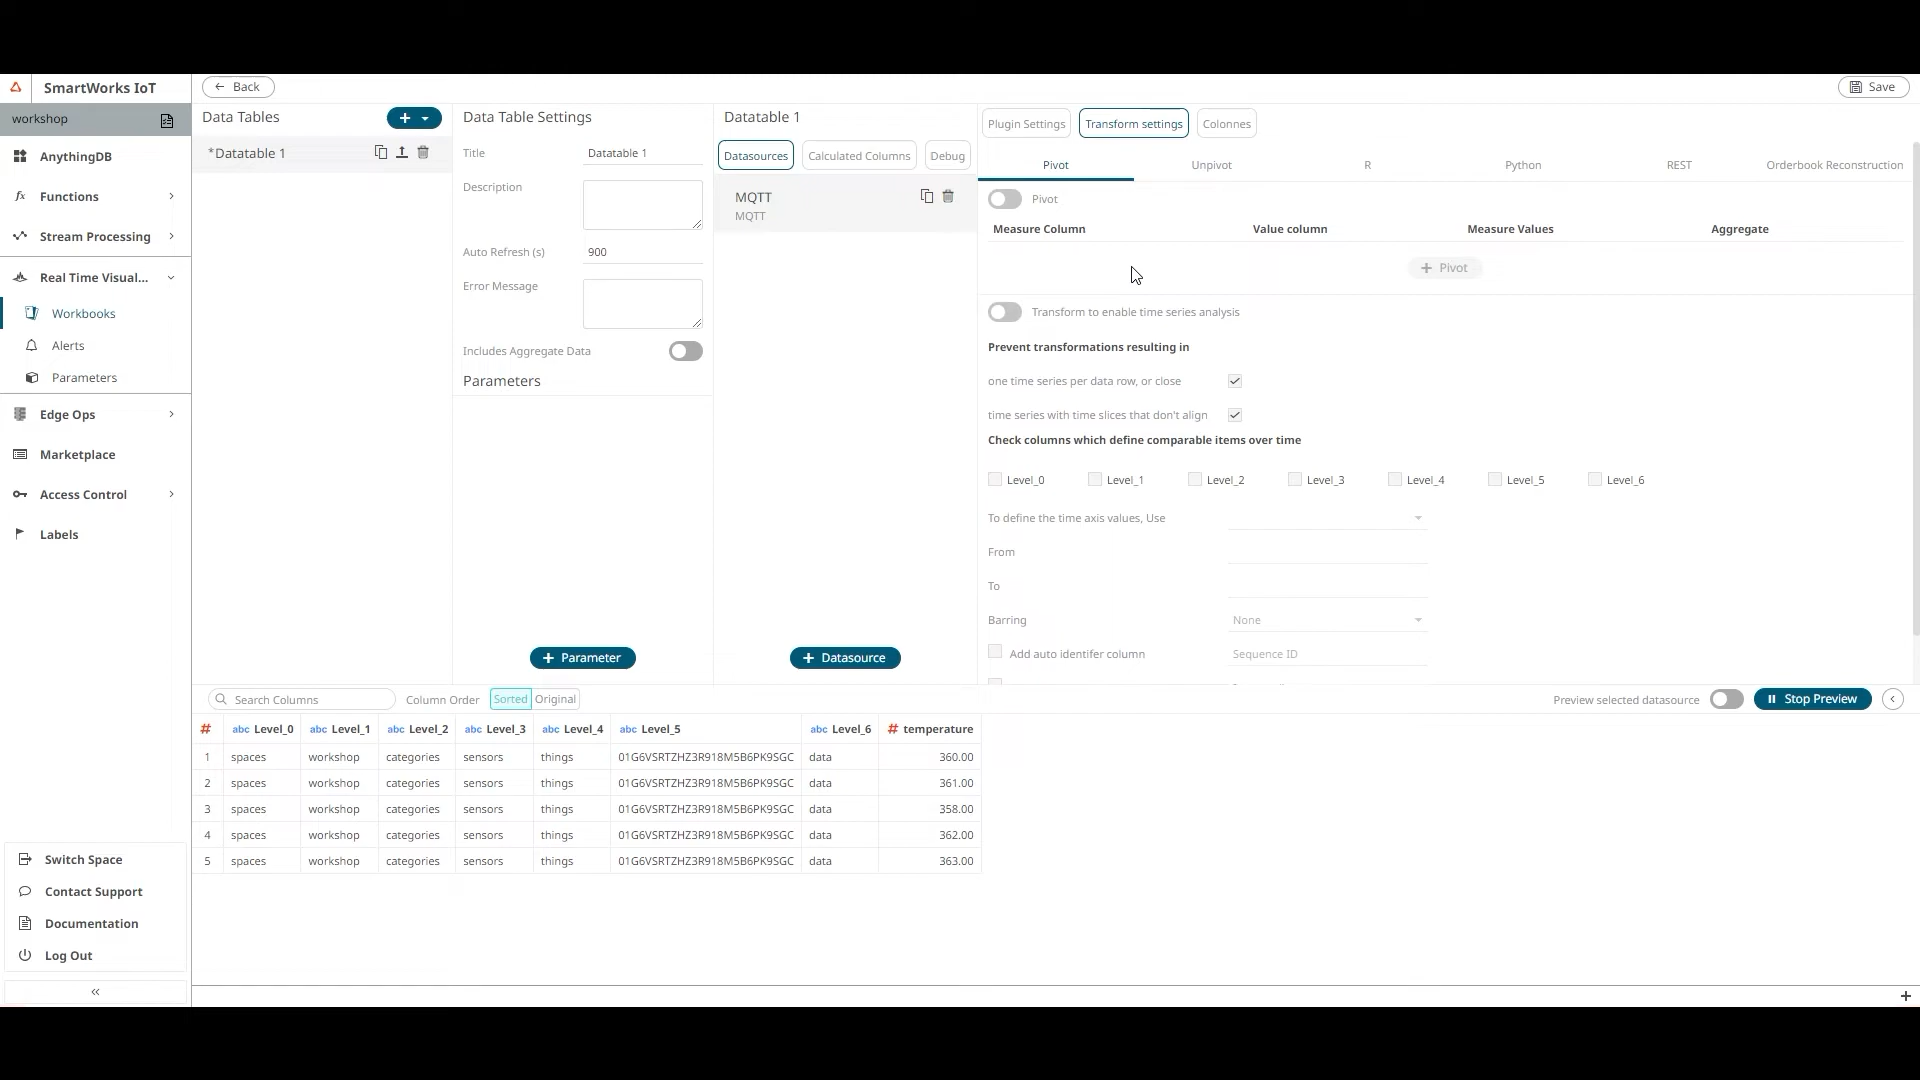 SmartWorks IoT
← Back
Save
workshop
AnythingDB
Functions
Stream Processing
Real Time Visual...
Workbooks
Alerts
Parameters
Edge Ops
Marketplace
Access Control
Labels
Switch Space
Contact Support
Documentation
Log Out
«
Data Tables
+
*Datatable 1
Data Table Settings
Title
Datatable 1
Description
Auto Refresh (s)
900
Error Message
Includes Aggregate Data
Parameters
+ Parameter
Datatable 1
Datasources
Calculated Columns
Debug
MQTT
MQTT
+ Datasource
Plugin Settings
Transform settings
Colonnes
Pivot
Unpivot
R
Python
REST
Orderbook Reconstruction
Pivot
Measure Column
Value column
Measure Values
Aggregate
+ Pivot
Transform to enable time series analysis
Prevent transformations resulting in
one time series per data row, or close
time series with time slices that don't align
Check columns which define comparable items over time
Level_0
Level_1
Level_2
Level_3
Level_4
Level_5
Level_6
To define the time axis values, Use
From
To
Barring
None
Add auto identifer column
Sequence ID
Search Columns
Column Order
Sorted
Original
Preview selected datasource
Stop Preview
# abc Level_0 abc Level_1 abc Level_2 abc Level_3 abc Level_4 abc Level_5 abc Level_6 # temperature
1 spaces workshop categories sensors things 01G6VSRTZHZ3R918M5B6PK9SGC data 360.00
2 spaces workshop categories sensors things 01G6VSRTZHZ3R918M5B6PK9SGC data 361.00
3 spaces workshop categories sensors things 01G6VSRTZHZ3R918M5B6PK9SGC data 358.00
4 spaces workshop categories sensors things 01G6VSRTZHZ3R918M5B6PK9SGC data 362.00
5 spaces workshop categories sensors things 01G6VSRTZHZ3R918M5B6PK9SGC data 363.00
+